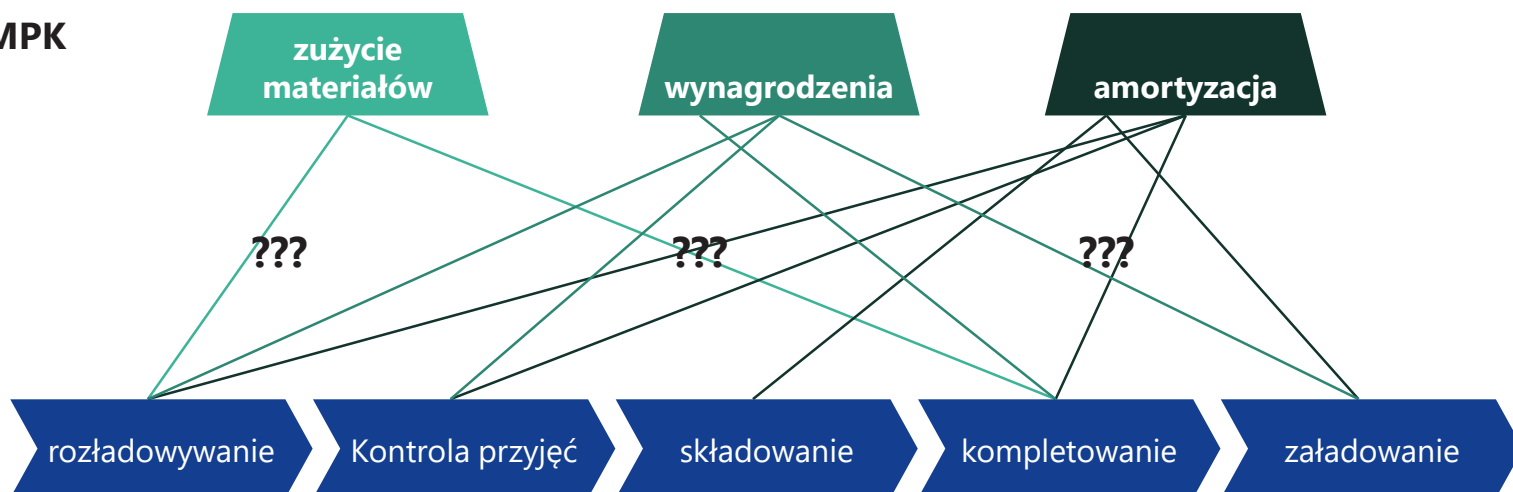 MPK
zużycie
materiałów
wynagrodzenia
amortyzacja
???
???
???
rozładowywanie
Kontrola przyjęć
składowanie
kompletowanie
załadowanie